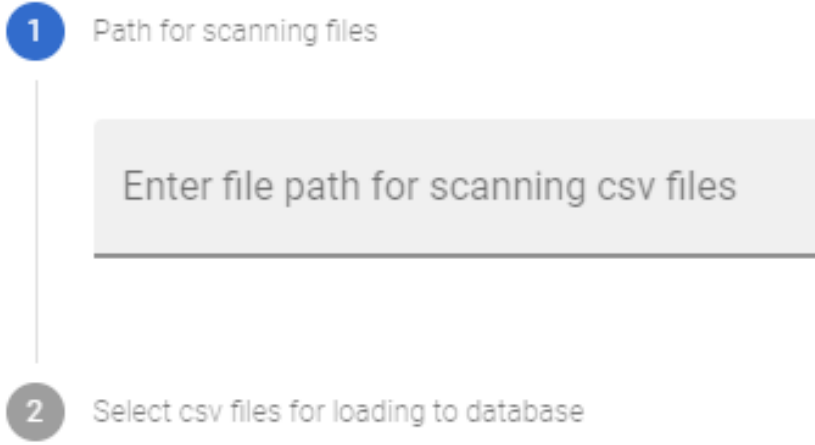 1 Path for scanning files
Enter file path for scanning csv files
2 Select csv files for loading to database